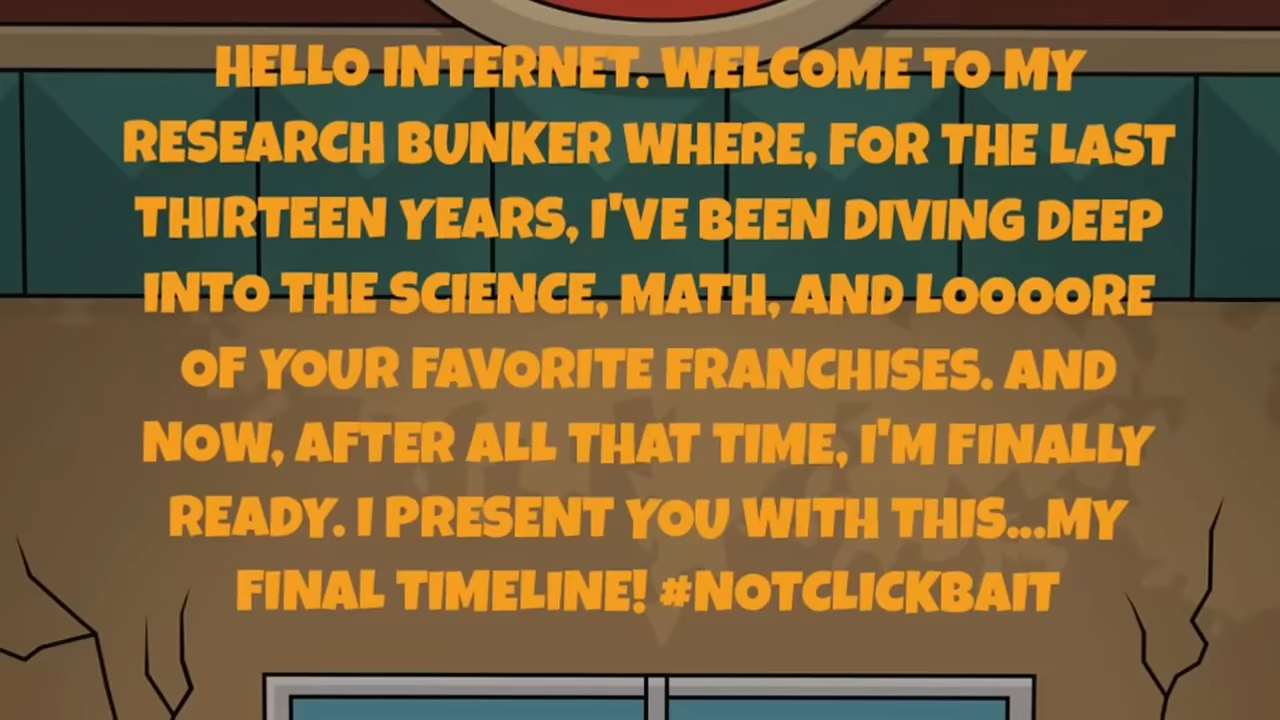 HELLO INTERNET. WELCOME TO MY
RESEARCH BUNKER WHERE, FOR THE LAST
THIRTEEN YEARS, I'VE BEEN DIVING DEEP
INTO THE SCIENCE, MATH, AND LOOOORE
OF YOUR FAVORITE FRANCHISES. AND
NOW, AFTER ALL THAT TIME, I'M FINALLY
READY. I PRESENT YOU WITH THIS...MY
FINAL TIMELINE! #NOTCLICKBAIT